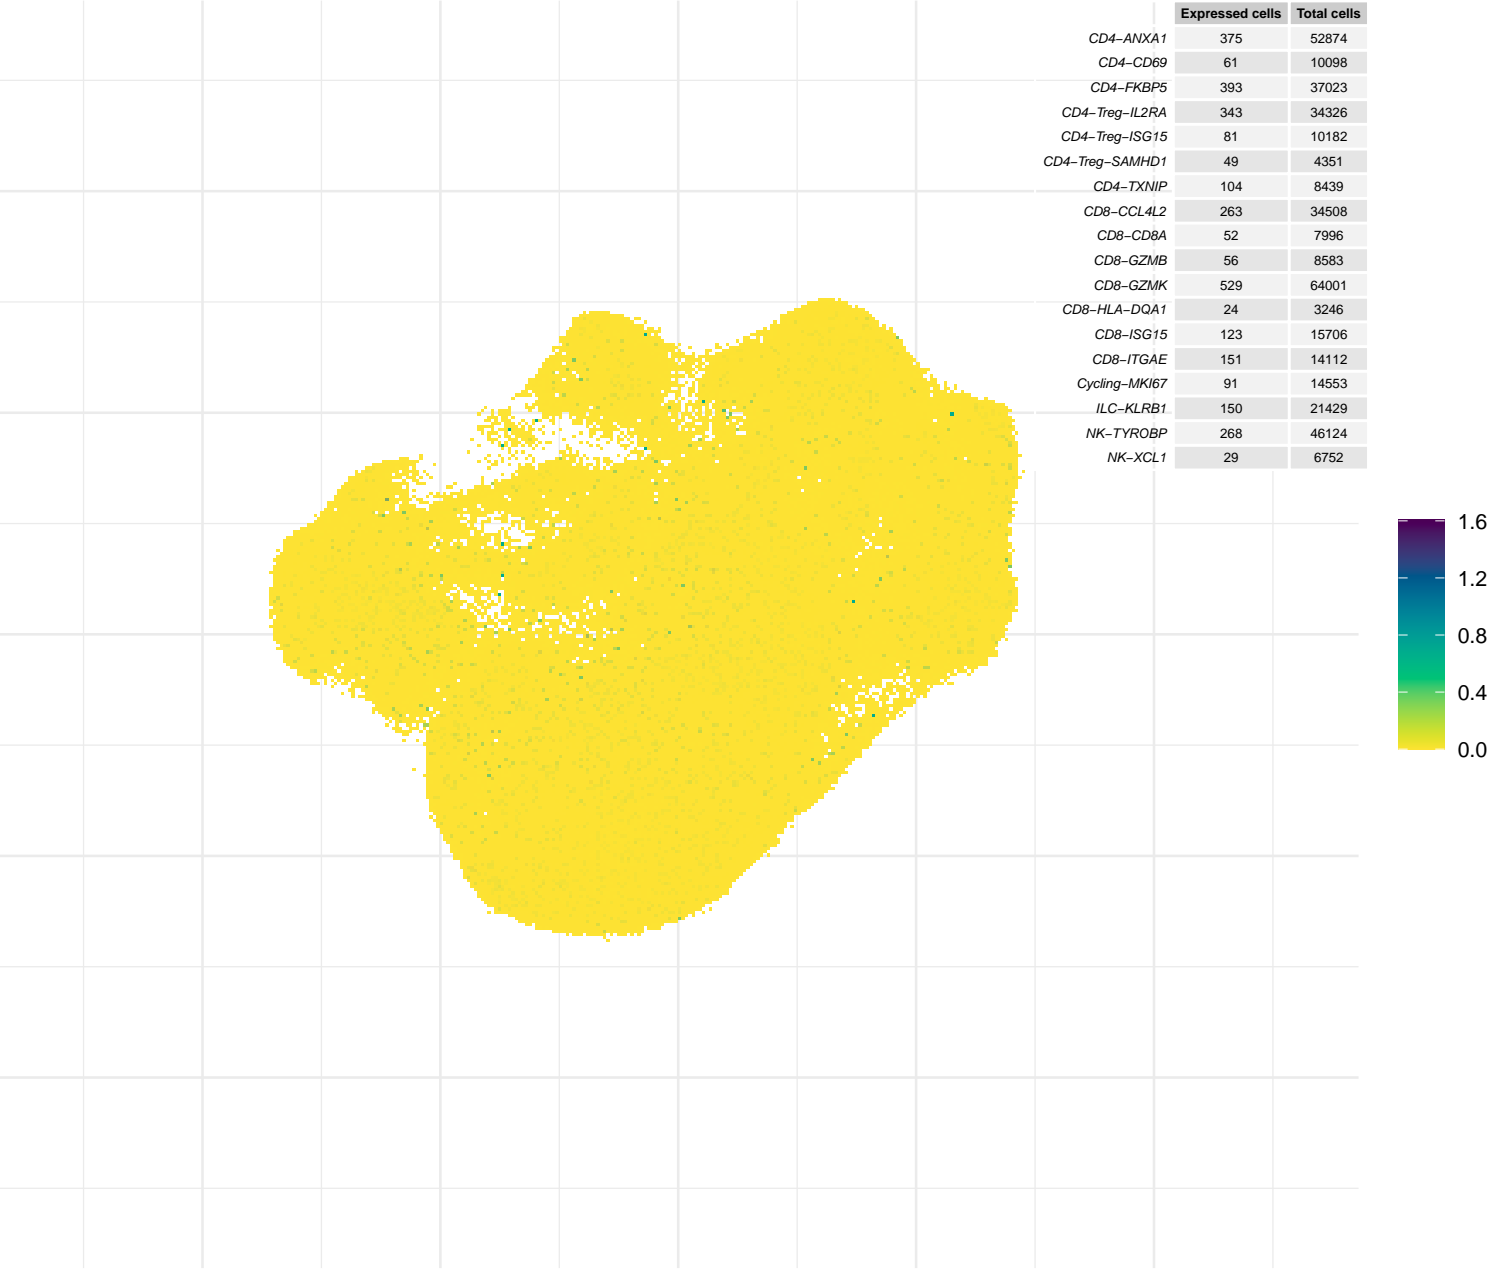 Expressed cells Total cells
CD4−ANXA1 375 52874
CD4−CD69 61 10098
CD4−FKBP5 393 37023
CD4−Treg−IL2RA 343 34326
CD4−Treg−ISG15 81 10182
CD4−Treg−SAMHD1 49 4351
CD4−TXNIP 104 8439
CD8−CCL4L2 263 34508
CD8−CD8A 52 7996
CD8−GZMB 56 8583
CD8−GZMK 529 64001
CD8−HLA−DQA1 24 3246
CD8−ISG15 123 15706
CD8−ITGAE 151 14112
Cycling−MKI67 91 14553
ILC−KLRB1 150 21429
NK−TYROBP 268 46124
NK−XCL1 29 6752
1.6
1.2
0.8
0.4
0.0